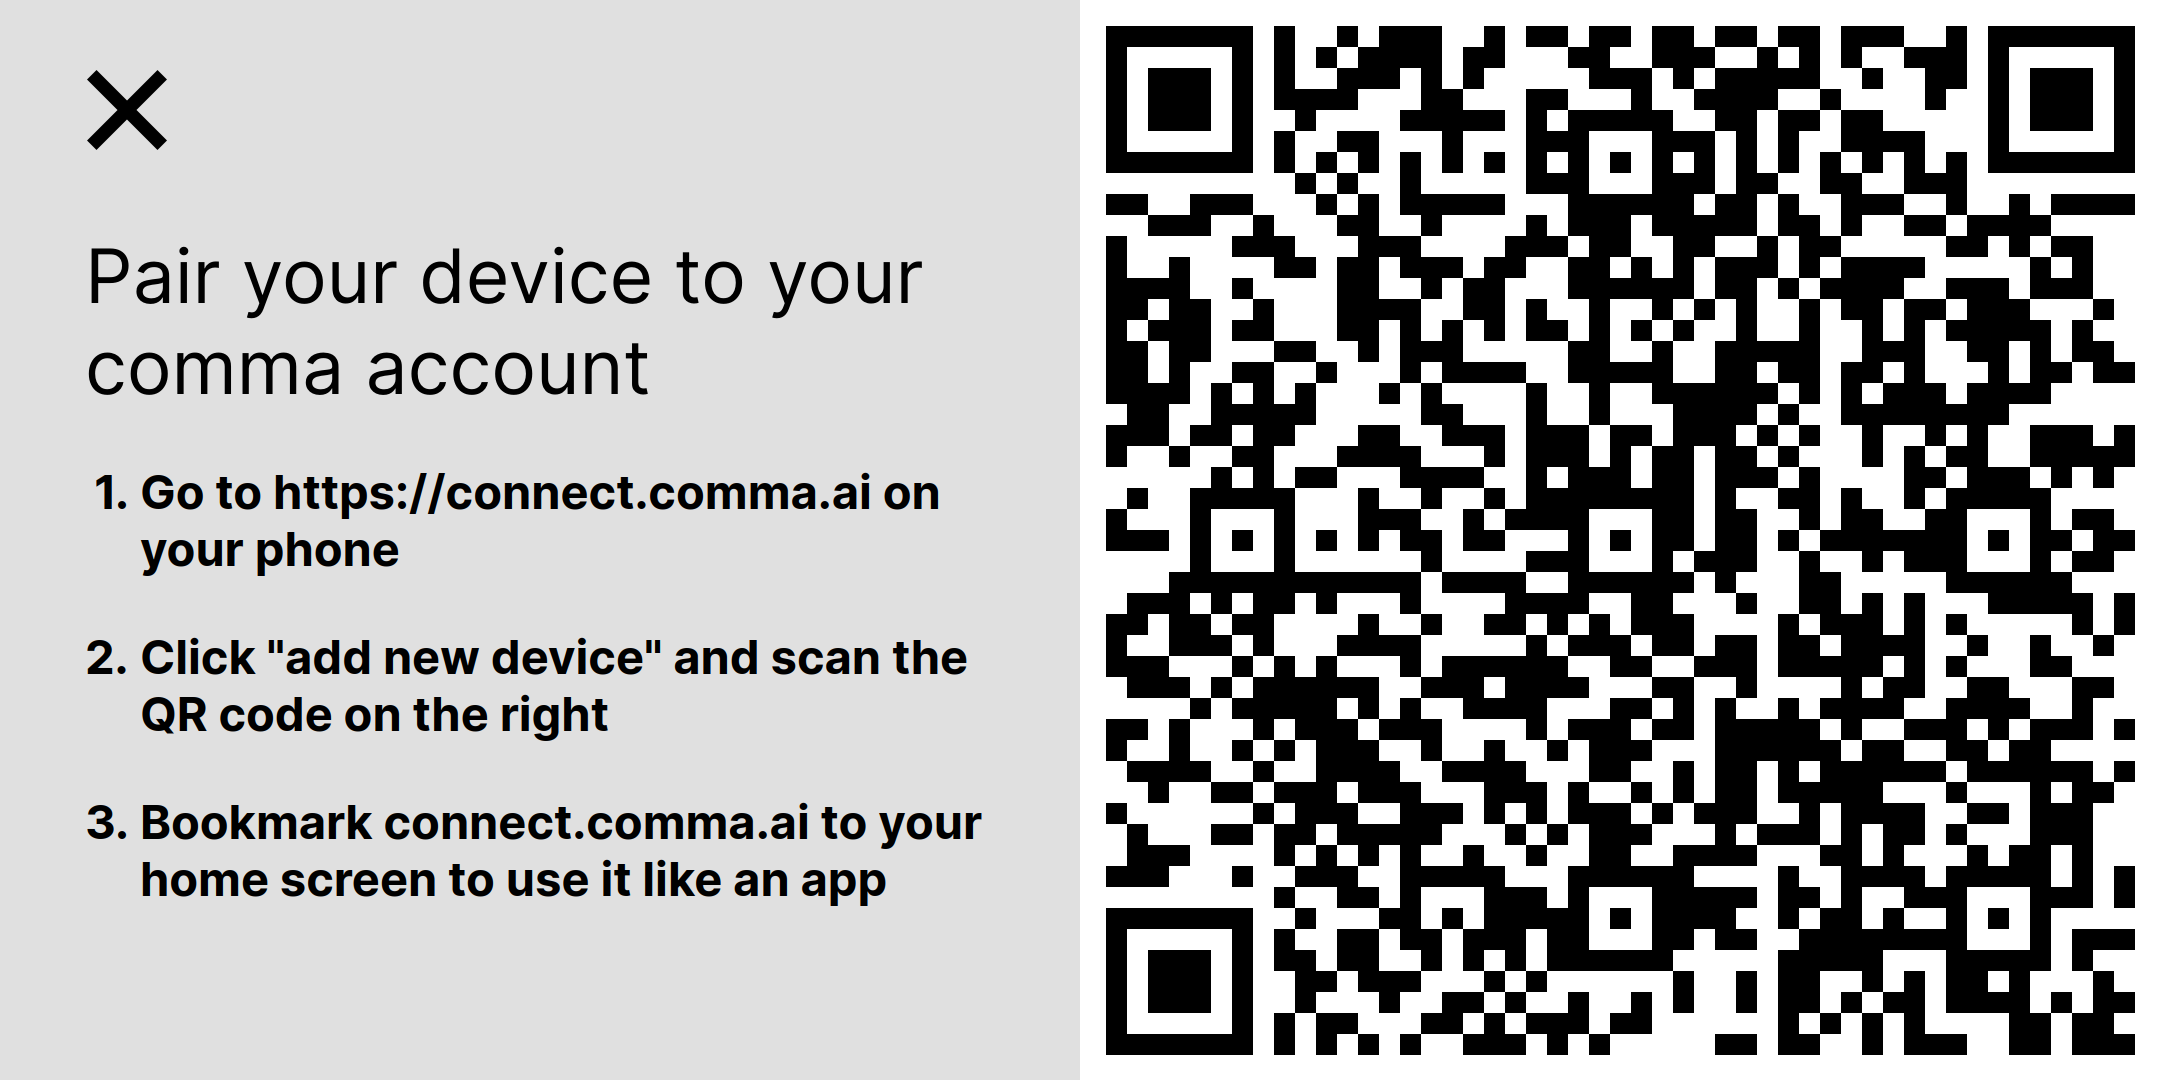 Pair your device to your
comma account
1. Go to https://connect.comma.ai on
your phone
2. Click "add new device" and scan the
QR code on the right
3. Bookmark connect.comma.ai to your
home screen to use it like an app